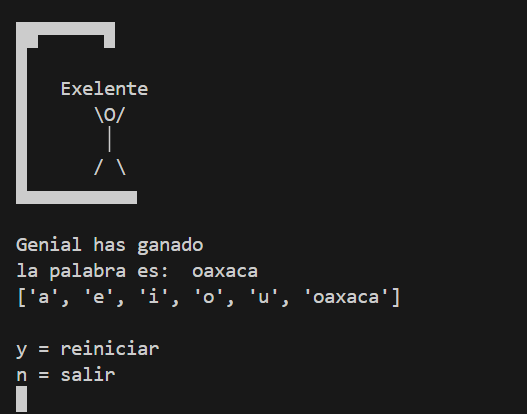 Exelente
\O/
|
/ \
Genial has ganado
la palabra es:  oaxaca
['a', 'e', 'i', 'o', 'u', 'oaxaca']
y = reiniciar
n = salir